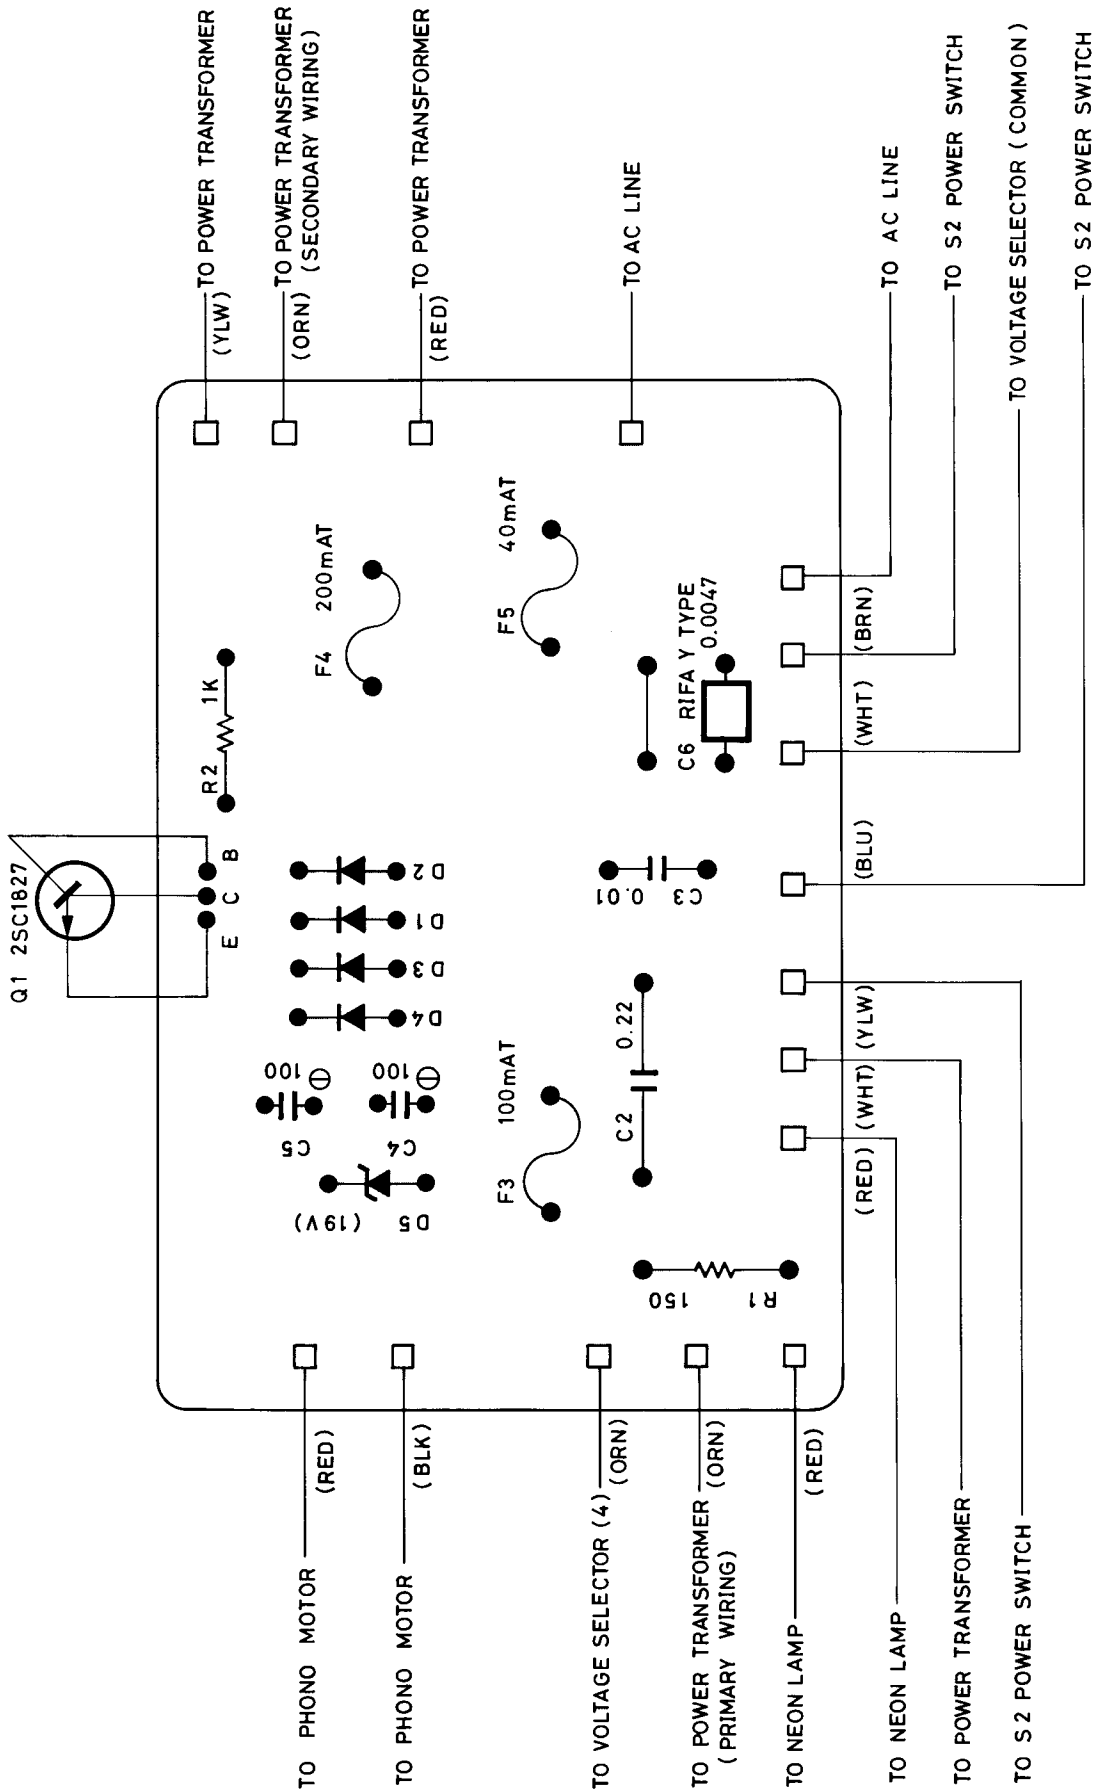 Q1 2SC1827
E
C
B
R2
1K
TO POWER TRANSFORMER
(YLW)
TO POWER TRANSFORMER
(ORN)
(SECONDARY WIRING)
TO POWER TRANSFORMER
(RED)
TO AC LINE
F4
200mAT
F5
40mAT
F3
100mAT
D2
D1
D3
D4
100
C5
100
C4
(19V)
D5
0.01
C3
C2
0.22
C6
RIFA Y TYPE
0.0047
150
R1
TO PHONO MOTOR
(RED)
TO PHONO MOTOR
(BLK)
TO VOLTAGE SELECTOR (4)
(ORN)
TO POWER TRANSFORMER
(PRIMARY WIRING)
(ORN)
TO NEON LAMP
(RED)
(RED)
TO NEON LAMP
(WHT)
TO POWER TRANSFORMER
(YLW)
TO S2 POWER SWITCH
(BLU)
TO S2 POWER SWITCH
(WHT)
TO VOLTAGE SELECTOR (COMMON)
(BRN)
TO S2 POWER SWITCH
TO AC LINE